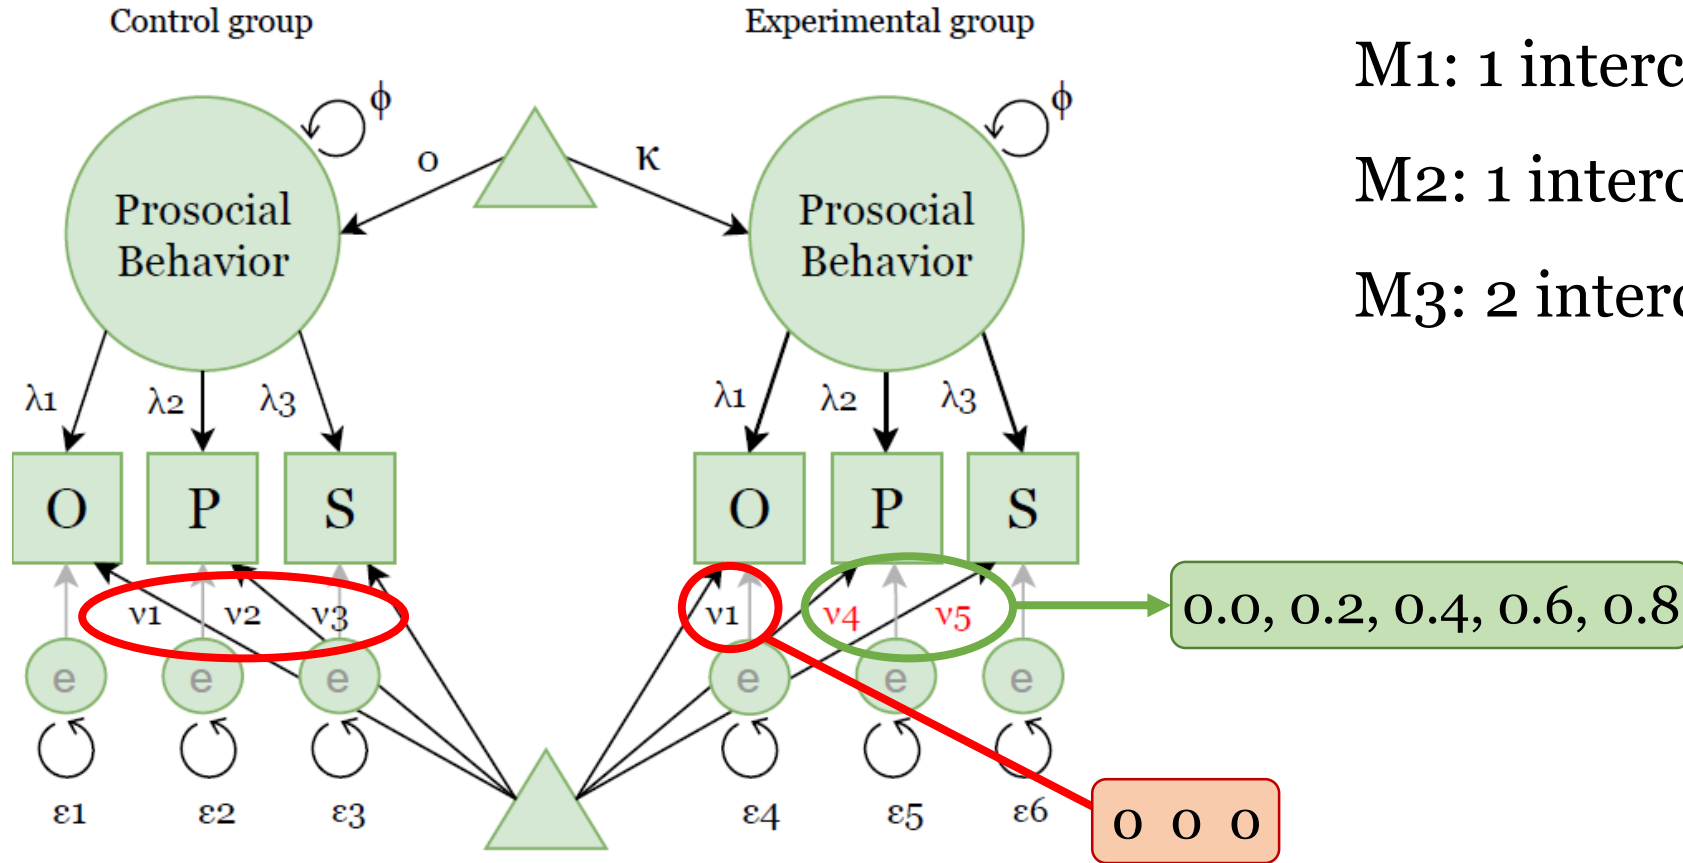 Control group
Experimental group
M1: 1 interc
M2: 1 interc
M3: 2 interc
ϕ
ϕ
o
κ
Prosocial
Behavior
Prosocial
Behavior
λ1
λ2
λ3
λ1
λ2
λ3
O
P
S
O
P
S
ν1
ν2
ν3
ν1
ν4
ν5
0.0, 0.2, 0.4, 0.6, 0.8
e
e
e
e
e
e
ε1
ε2
ε3
ε4
ε5
ε6
0 0 0